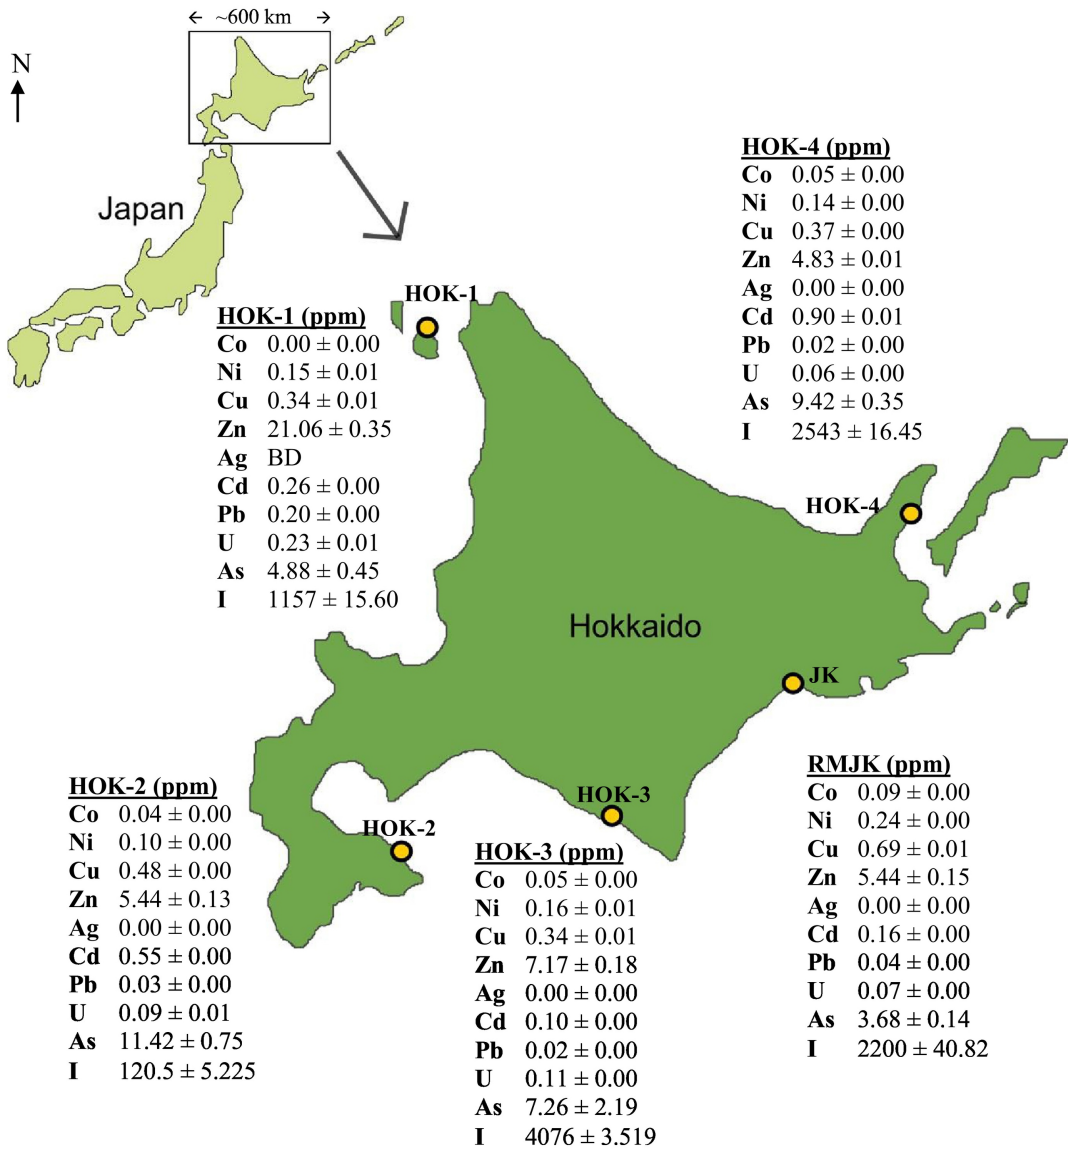 ← ~600 km →
N
Japan
HOK-4 (ppm)
Co 0.05 ± 0.00
Ni 0.14 ± 0.00
Cu 0.37 ± 0.00
Zn 4.83 ± 0.01
Ag 0.00 ± 0.00
Cd 0.90 ± 0.01
Pb 0.02 ± 0.00
U 0.06 ± 0.00
As 9.42 ± 0.35
I 2543 ± 16.45
HOK-1
HOK-1 (ppm)
Co 0.00 ± 0.00
Ni 0.15 ± 0.01
Cu 0.34 ± 0.01
Zn 21.06 ± 0.35
Ag BD
Cd 0.26 ± 0.00
Pb 0.20 ± 0.00
U 0.23 ± 0.01
As 4.88 ± 0.45
I 1157 ± 15.60
HOK-4
Hokkaido
JK
HOK-3
HOK-2
HOK-2 (ppm)
Co 0.04 ± 0.00
Ni 0.10 ± 0.00
Cu 0.48 ± 0.00
Zn 5.44 ± 0.13
Ag 0.00 ± 0.00
Cd 0.55 ± 0.00
Pb 0.03 ± 0.00
U 0.09 ± 0.01
As 11.42 ± 0.75
I 120.5 ± 5.225
HOK-3 (ppm)
Co 0.05 ± 0.00
Ni 0.16 ± 0.01
Cu 0.34 ± 0.01
Zn 7.17 ± 0.18
Ag 0.00 ± 0.00
Cd 0.10 ± 0.00
Pb 0.02 ± 0.00
U 0.11 ± 0.00
As 7.26 ± 2.19
I 4076 ± 3.519
RMJK (ppm)
Co 0.09 ± 0.00
Ni 0.24 ± 0.00
Cu 0.69 ± 0.01
Zn 5.44 ± 0.15
Ag 0.00 ± 0.00
Cd 0.16 ± 0.00
Pb 0.04 ± 0.00
U 0.07 ± 0.00
As 3.68 ± 0.14
I 2200 ± 40.82